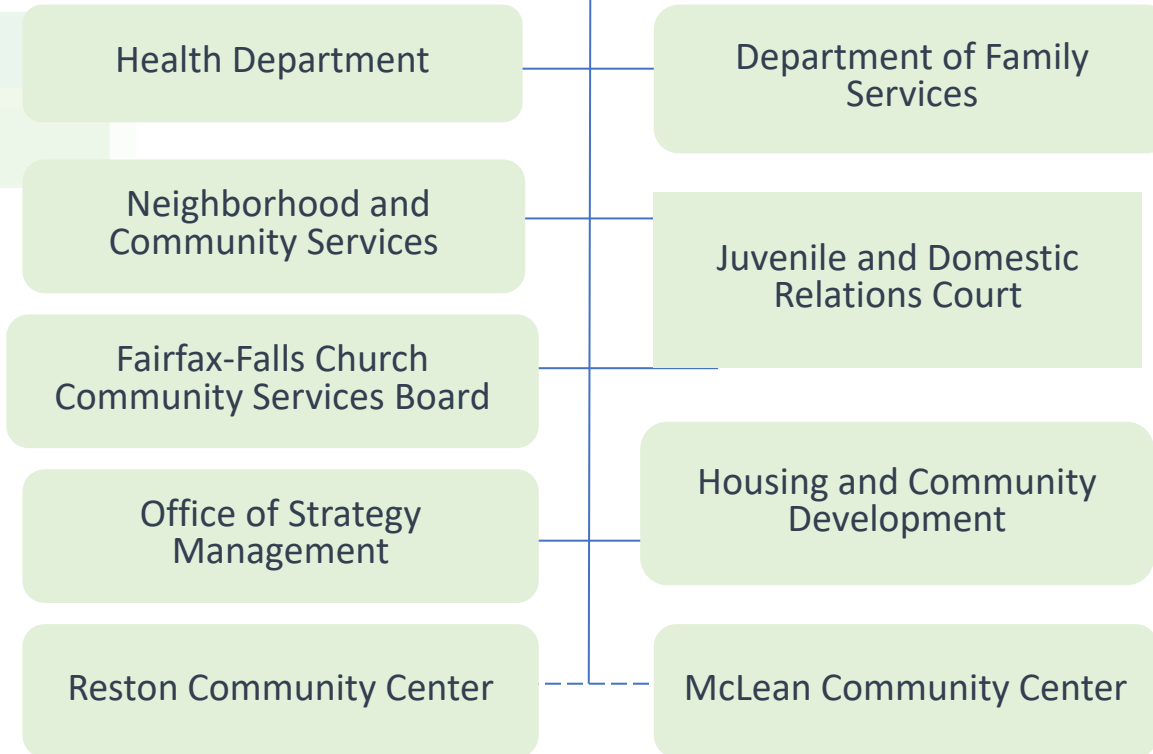 Health Department
Department of Family
Services
Neighborhood and
Community Services
Juvenile and Domestic
Relations Court
Fairfax-Falls Church
Community Services Board
Housing and Community
Development
Office of Strategy
Management
Reston Community Center
McLean Community Center